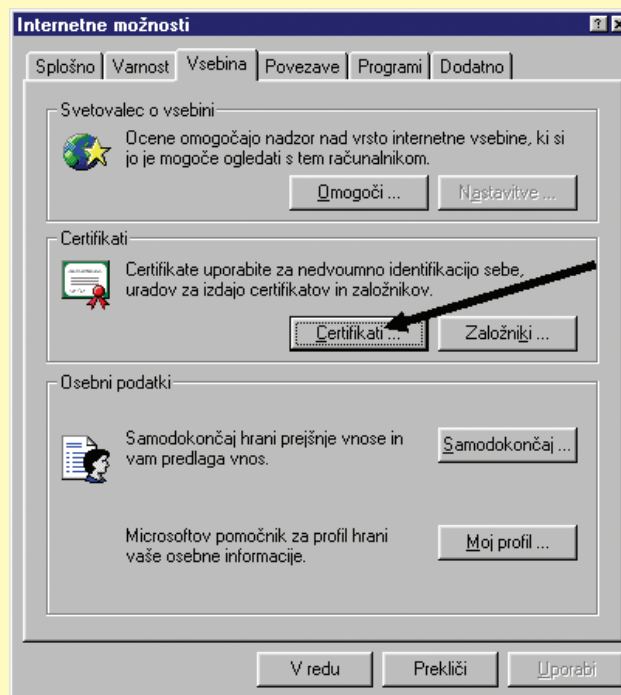 Internetne možnosti
Splošno Varnost Vsebina Povezave Programi Dodatno
Svetovalec o vsebini
Ocene omogočajo nadzor nad vrsto internetne vsebine, ki si
jo je mogoče ogledati s tem računalnikom.
Omogoči ... Nastavitve ...
Certifikati
Certifikate uporabite za nedvoumno identifikacijo sebe,
uradov za izdajo certifikatov in založnikov.
Certifikati ... Založniki ...
Osebni podatki
Samodokončaj hrani prejšnje vnose in
vam predlaga vnos.
Samodokončaj ...
Microsoftov pomočnik za profil hrani
vaše osebne informacije.
Moj profil ...
V redu Prekliči Uporabi